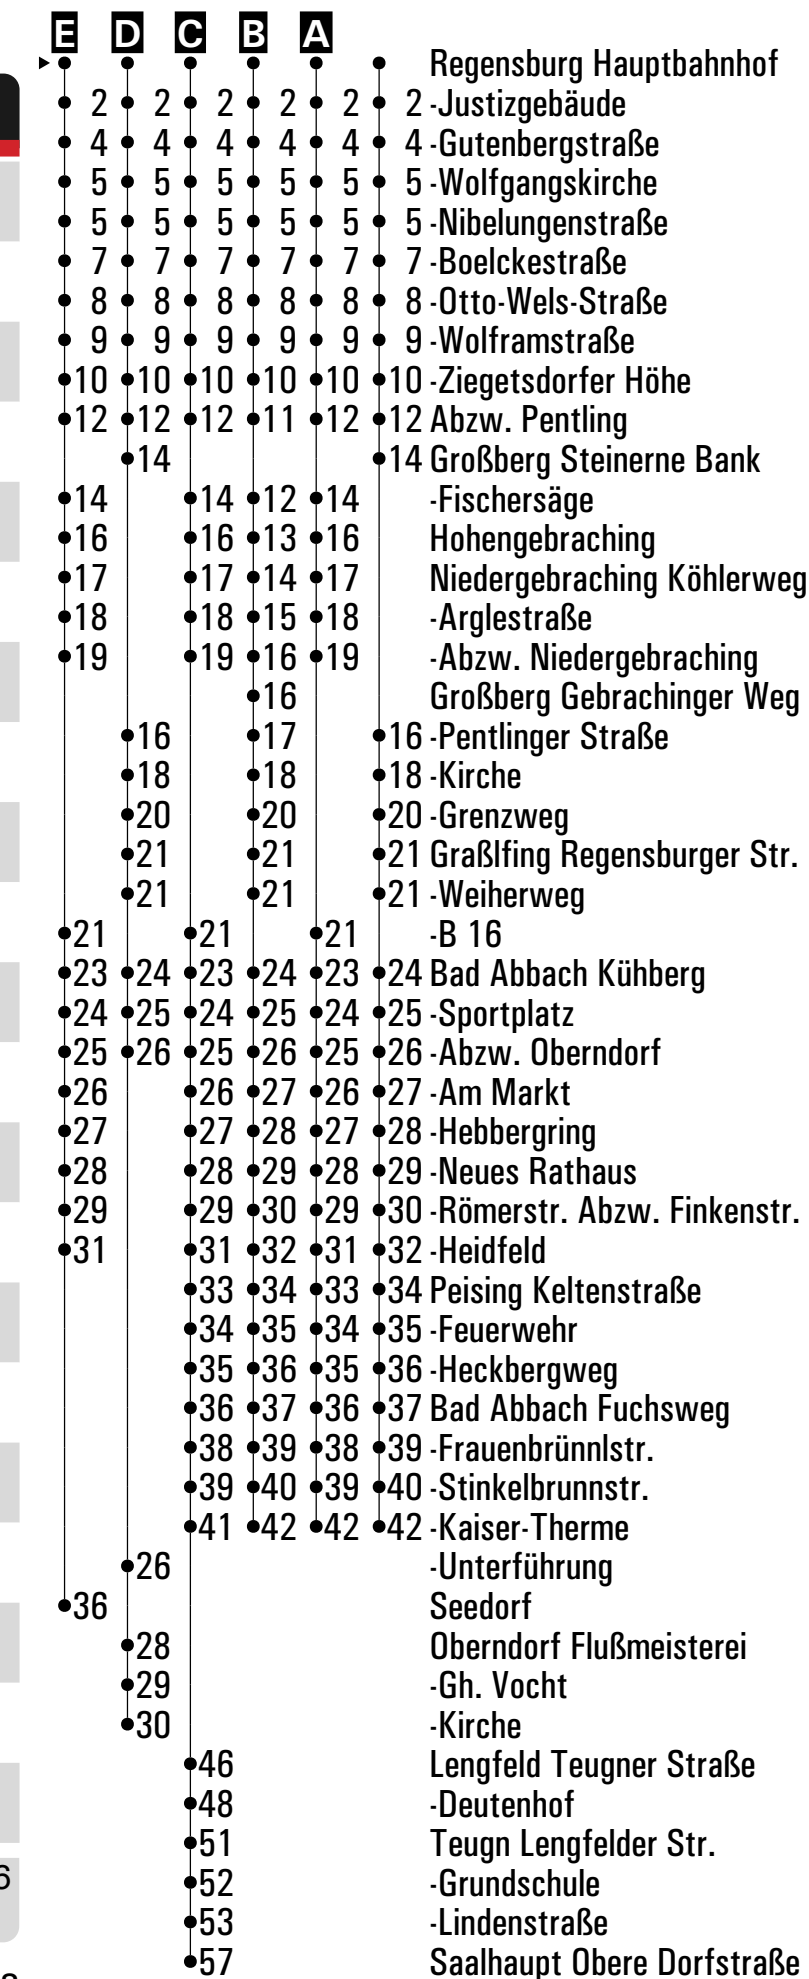 E D C B A
Regensburg Hauptbahnhof
2 2 2 2 2 2 -Justizgebäude
4 4 4 4 4 4 -Gutenbergstraße
5 5 5 5 5 5 -Wolfgangskirche
5 5 5 5 5 5 -Nibelungenstraße
7 7 7 7 7 7 -Boelckestraße
8 8 8 8 8 8 -Otto-Wels-Straße
9 9 9 9 9 9 -Wolframstraße
10 10 10 10 10 10 -Ziegetsdorfer Höhe
12 12 12 11 12 12 Abzw. Pentling
14 14 Großberg Steinerne Bank
14 14 12 14 -Fischersäge
16 16 13 16 Hohengebraching
17 17 14 17 Niedergebraching Köhlerweg
18 18 15 18 -Arglestraße
19 19 16 19 -Abzw. Niedergebraching
16 Großberg Gebrachinger Weg
16 17 16 -Pentlinger Straße
18 18 18 -Kirche
20 20 20 -Grenzweg
21 21 21 Graßlfing Regensburger Str.
21 21 21 -Weiherweg
21 21 21 -B 16
23 24 23 24 23 24 Bad Abbach Kühberg
24 25 24 25 24 25 -Sportplatz
25 26 25 26 25 26 -Abzw. Oberndorf
26 26 27 26 27 -Am Markt
27 27 28 27 28 -Hebbergring
28 28 29 28 29 -Neues Rathaus
29 29 30 29 30 -Römerstr. Abzw. Finkenstr.
31 31 32 31 32 -Heidfeld
33 34 33 34 Peising Keltenstraße
34 35 34 35 -Feuerwehr
35 36 35 36 -Heckbergweg
36 37 36 37 Bad Abbach Fuchsweg
38 39 38 39 -Frauenbrünnlstr.
39 40 39 40 -Stinkelbrunnstr.
41 42 42 42 -Kaiser-Therme
26 -Unterführung
36 Seedorf
28 Oberndorf Flußmeisterei
29 -Gh. Vocht
30 -Kirche
46 Lengfeld Teugner Straße
48 -Deutenhof
51 Teugn Lengfelder Str.
6 52 -Grundschule
53 -Lindenstraße
57 Saalhaupt Obere Dorfstraße